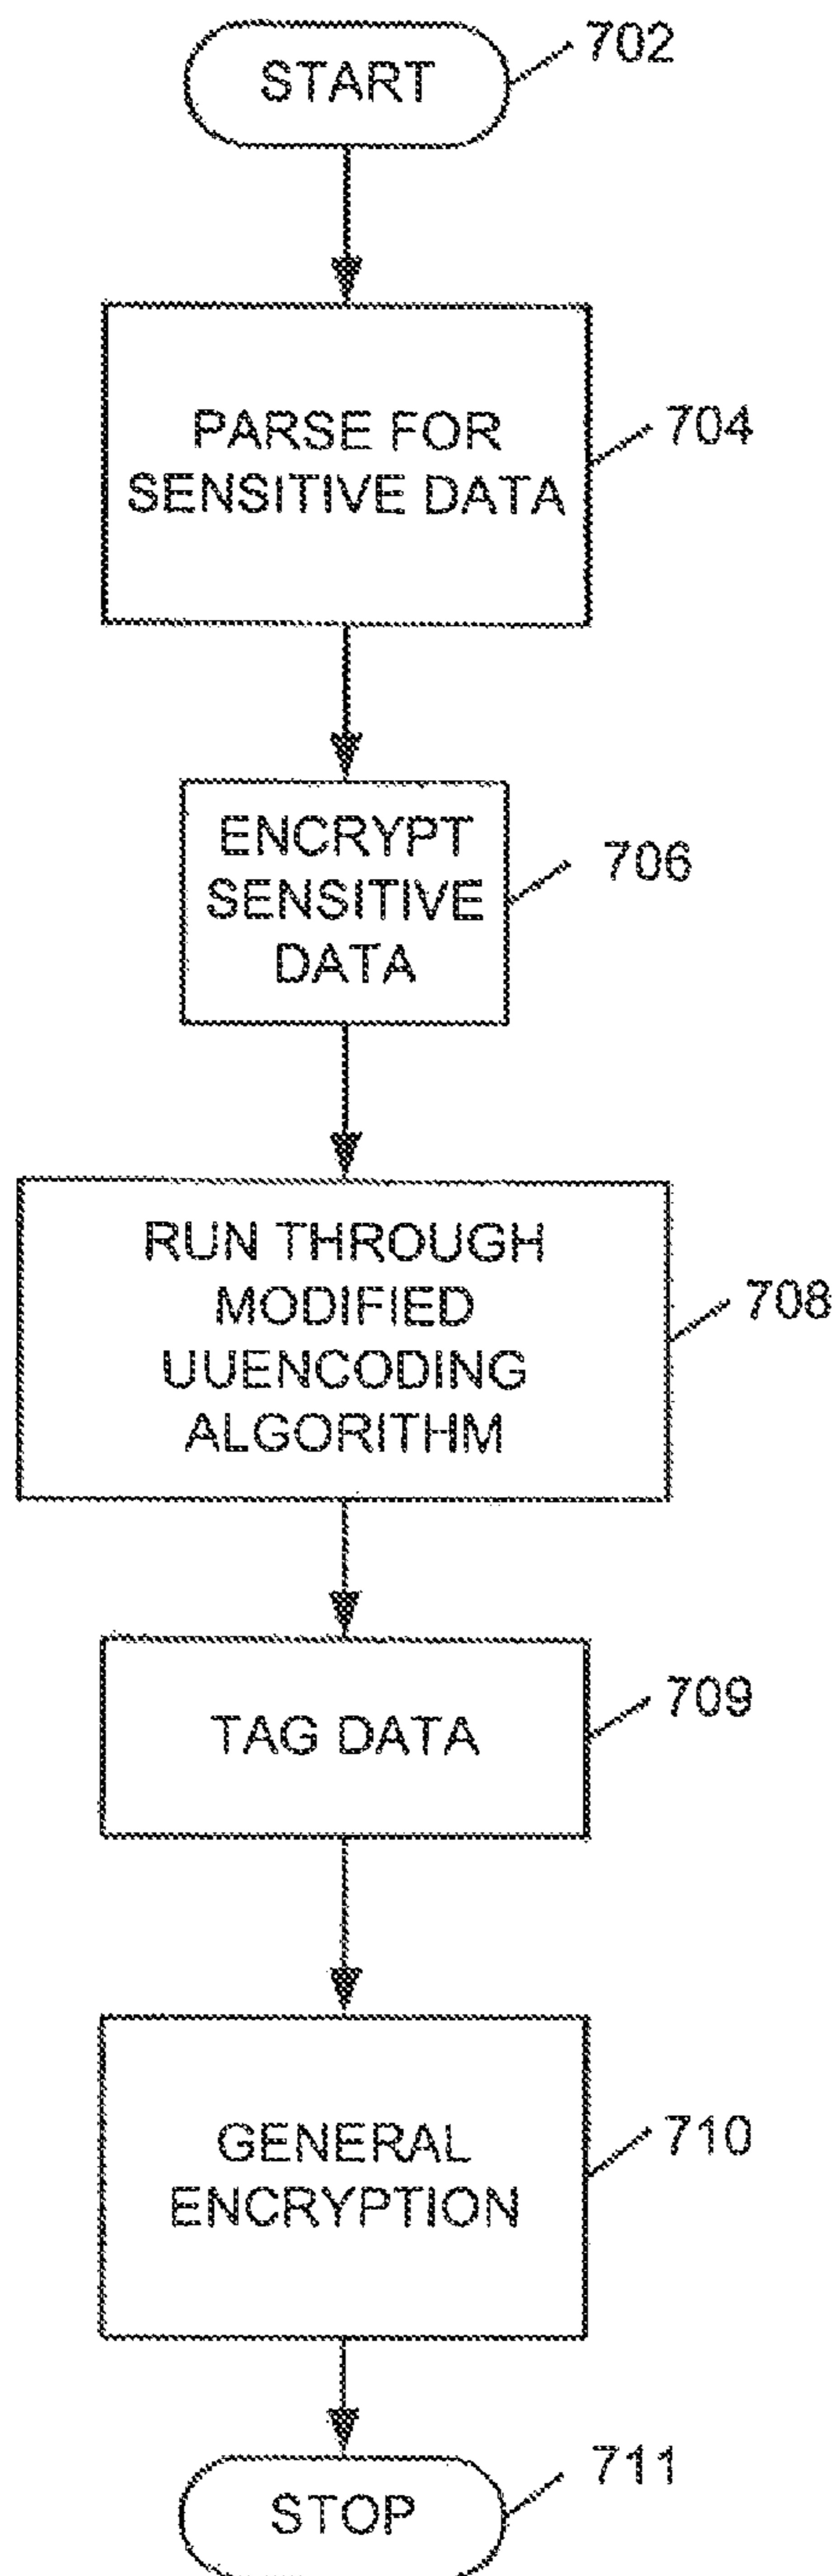 START
702
PARSE FOR
SENSITIVE DATA
704
ENCRYPT
SENSITIVE
DATA
706
RUN THROUGH
MODIFIED
UUENCODING
ALGORITHM
708
TAG DATA
709
GENERAL
ENCRYPTION
710
STOP
711